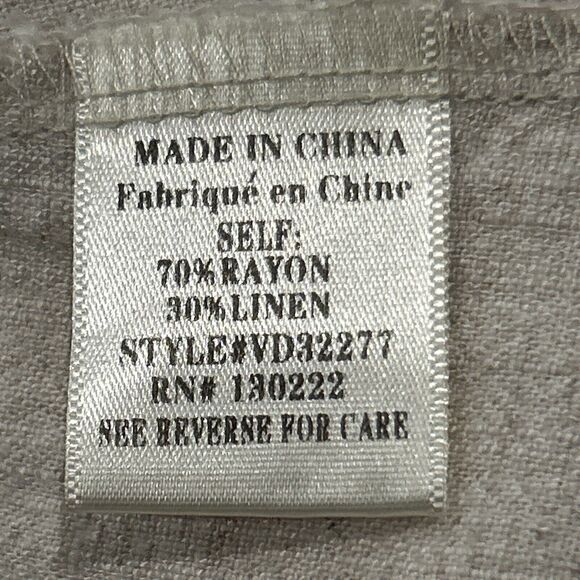 MADE IN CHINA
Fabriqué en Chine
SELF:
70%RAYON
30%LINEN
STYLE#VD32277
RN# 130222
SEE REVERSE FOR CARE